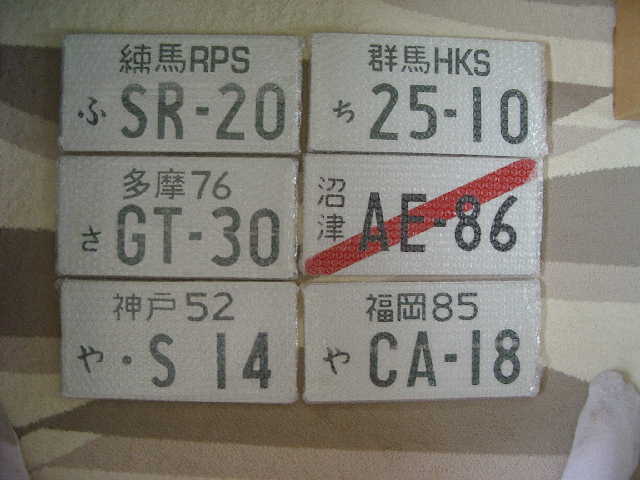 練馬RPS
ふ SR-20
群馬HKS
ち 25-10
多摩76
さ GT-30
沼津 AE-86
神戸52
や ・S 14
福岡85
や CA-18